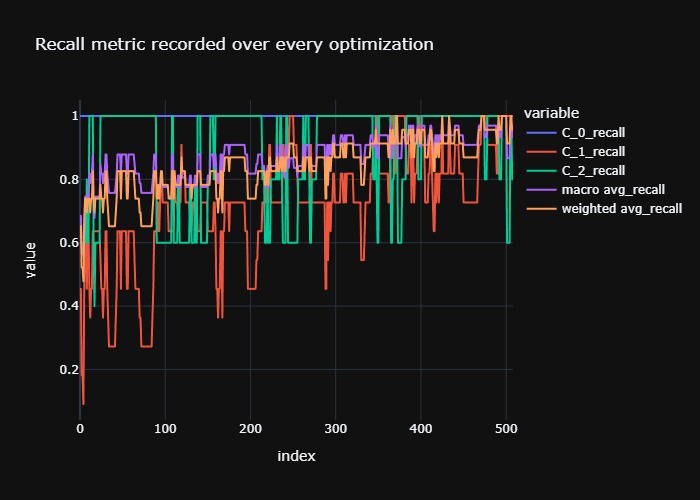 Recall metric recorded over every optimization
variable
C_0_recall
C_1_recall
C_2_recall
macro avg_recall
weighted avg_recall
value
1
0.8
0.6
0.4
0.2
0 100 200 300 400 500
index